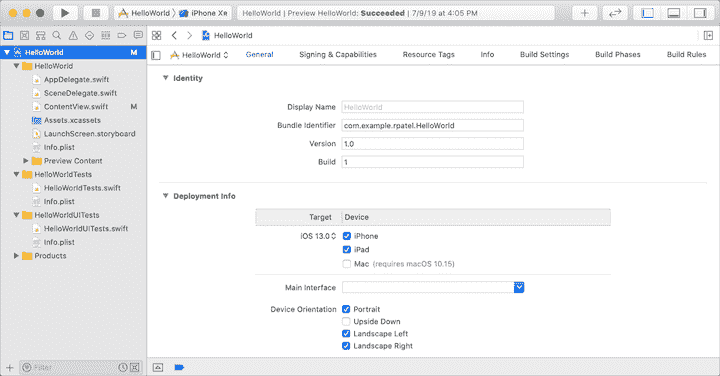 HelloWorld iPhone Xʀ HelloWorld | Preview HelloWorld: Succeeded | 7/9/19 at 4:05 PM
HelloWorld
HelloWorld M
HelloWorld General Signing & Capabilities Resource Tags Info Build Settings Build Phases Build Rules
HelloWorld
AppDelegate.swift
SceneDelegate.swift
ContentView.swift M
Assets.xcassets
LaunchScreen.storyboard
Info.plist
Preview Content
HelloWorldTests
HelloWorldTests.swift
Info.plist
HelloWorldUITests
HelloWorldUITests.swift
Info.plist
Products
Filter
Identity
Display Name HelloWorld
Bundle Identifier com.example.rpatel.HelloWorld
Version 1.0
Build 1
Deployment Info
Target Device
iOS 13.0 iPhone
iPad
Mac (requires macOS 10.15)
Main Interface
Device Orientation Portrait
Upside Down
Landscape Left
Landscape Right